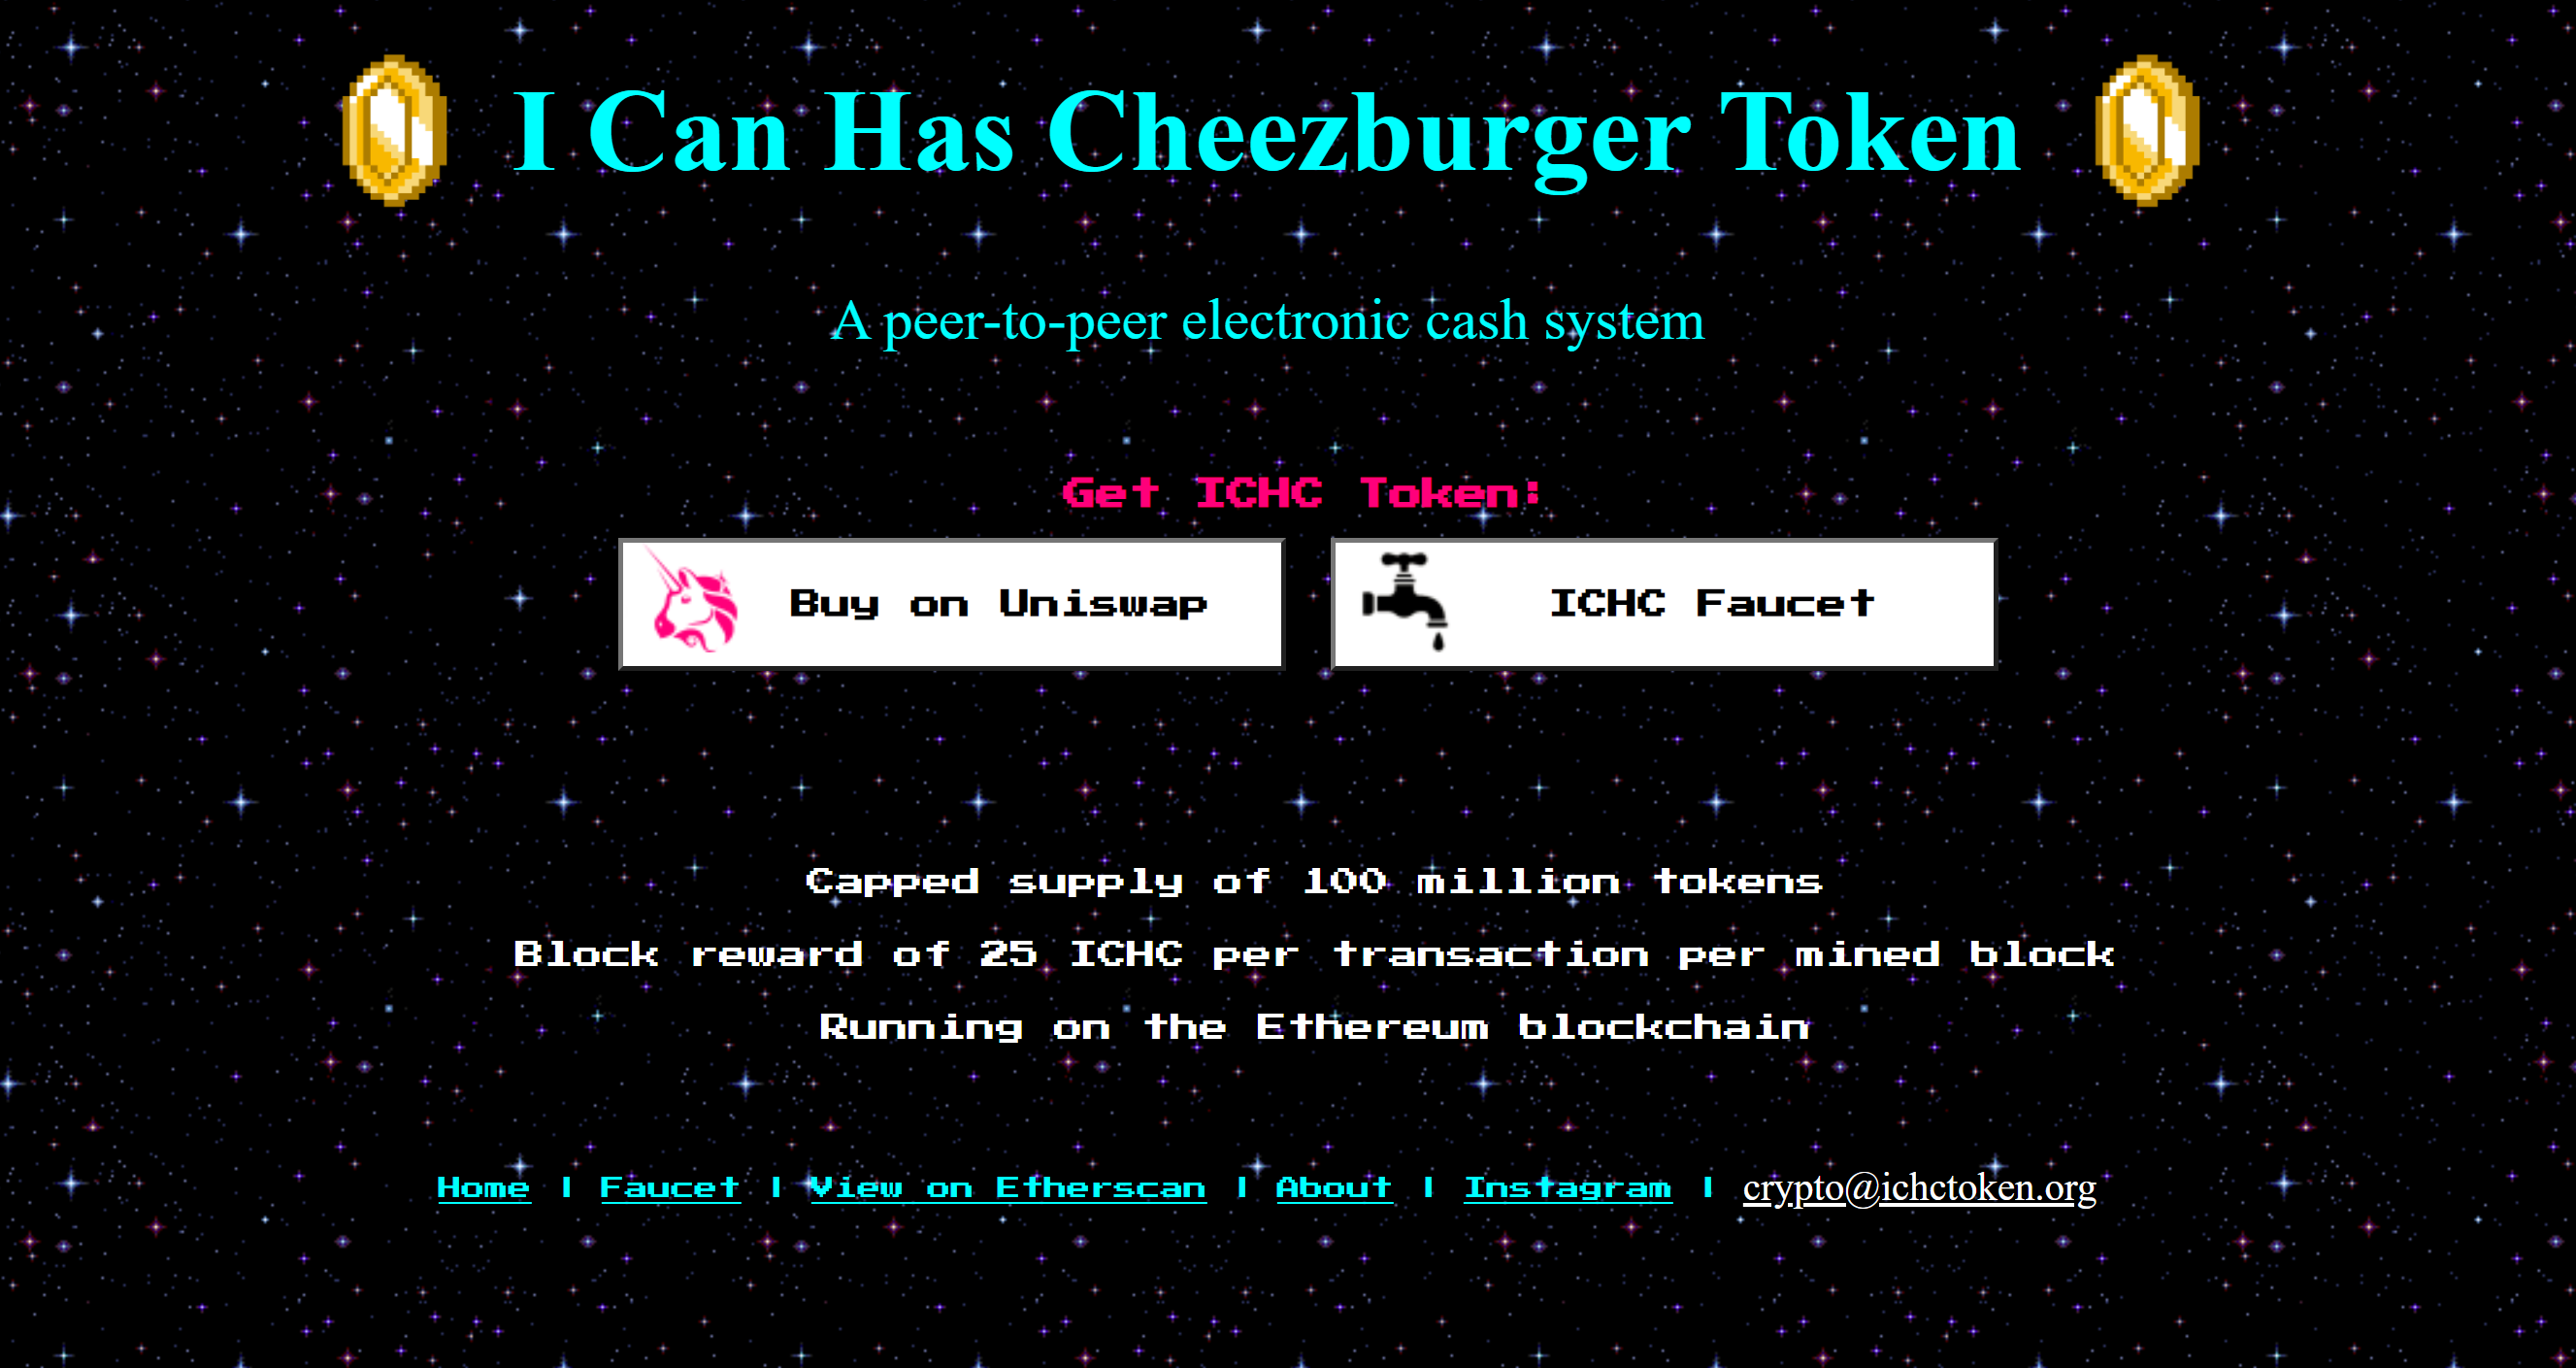 I Can Has Cheezburger Token
A peer-to-peer electronic cash system
Get ICHC Token:
Buy on Uniswap
ICHC Faucet
Capped supply of 100 million tokens
Block reward of 25 ICHC per transaction per mined block
Running on the Ethereum blockchain
Home | Faucet | View on Etherscan | About | Instagram | crypto@ichctoken.org